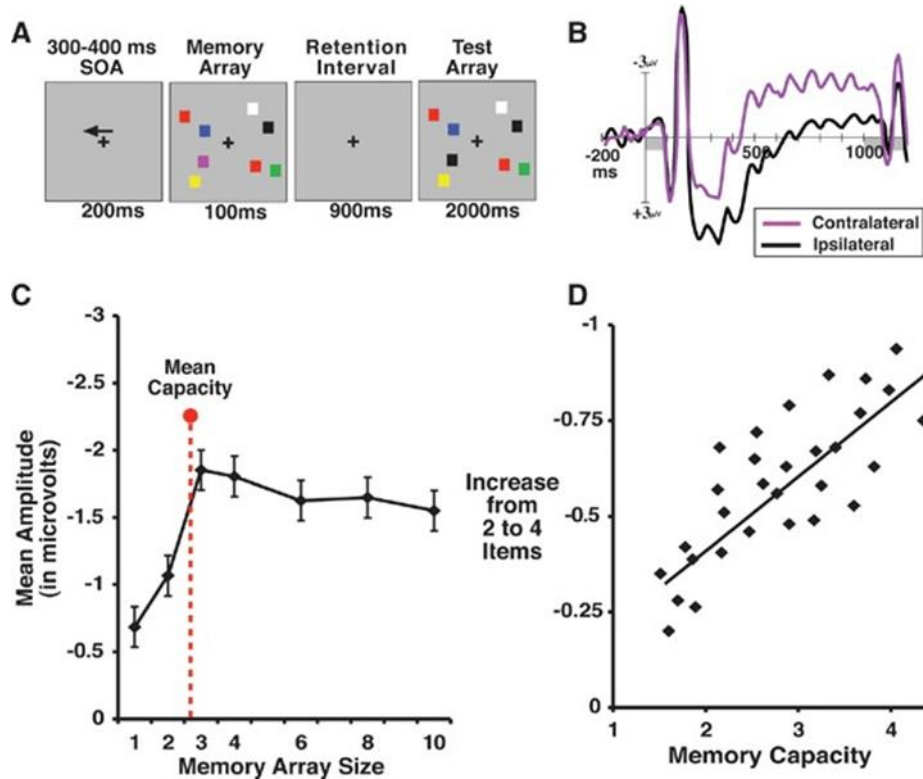 A
300-400 ms
SOA
Memory
Array
Retention
Interval
Test
Array
200ms
100ms
900ms
2000ms
B
-3uv
-200
ms
500
1000
+3uv
Contralateral
Ipsilateral
C
-3
-2.5
-2
-1.5
-1
-0.5
0
Mean Amplitude
(in microvolts)
Mean
Capacity
1 2 3 4 6 8 10
Memory Array Size
D
-1
-0.75
-0.5
-0.25
0
Increase
from
2 to 4
Items
1 2 3 4
Memory Capacity